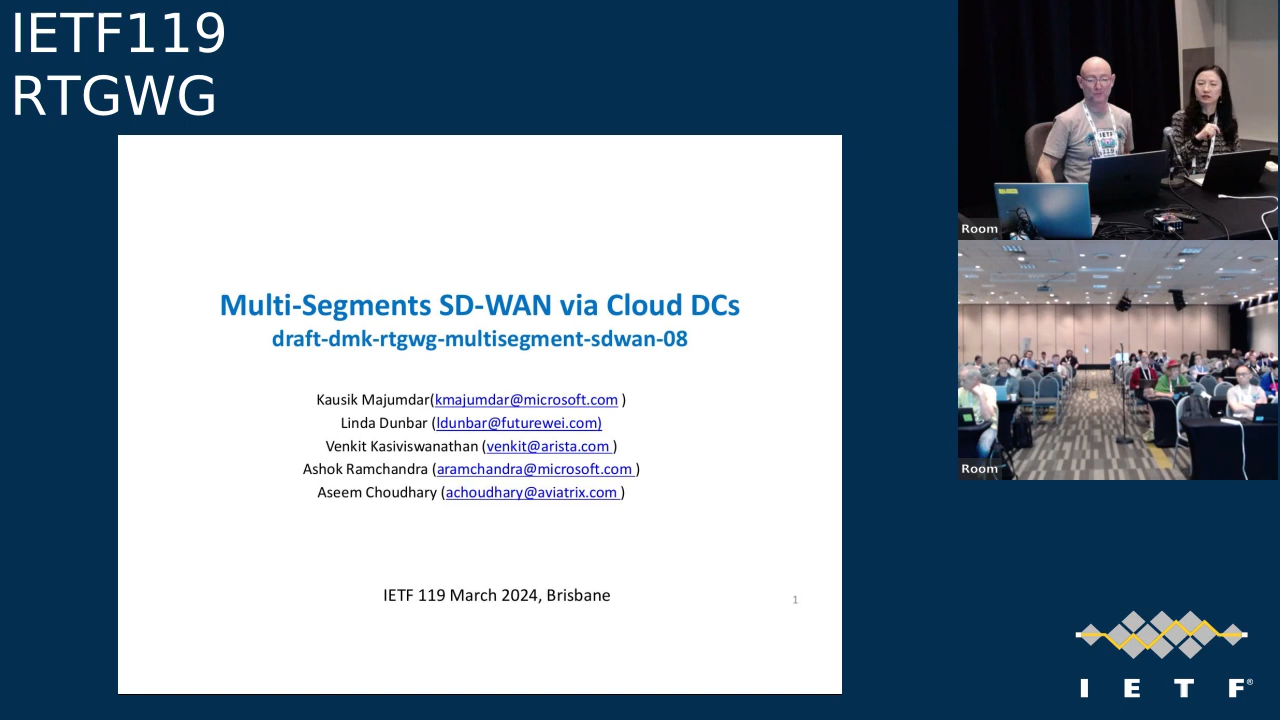 IETF119
RTGWG
Room
Room
Multi-Segments SD-WAN via Cloud DCs
draft-dmk-rtgwg-multisegment-sdwan-08
Kausik Majumdar(kmajumdar@microsoft.com )
Linda Dunbar (ldunbar@futurewei.com)
Venkit Kasiviswanathan (venkit@arista.com )
Ashok Ramchandra (aramchandra@microsoft.com )
Aseem Choudhary (achoudhary@aviatrix.com )
IETF 119 March 2024, Brisbane
1
I E T F®
IETF
119